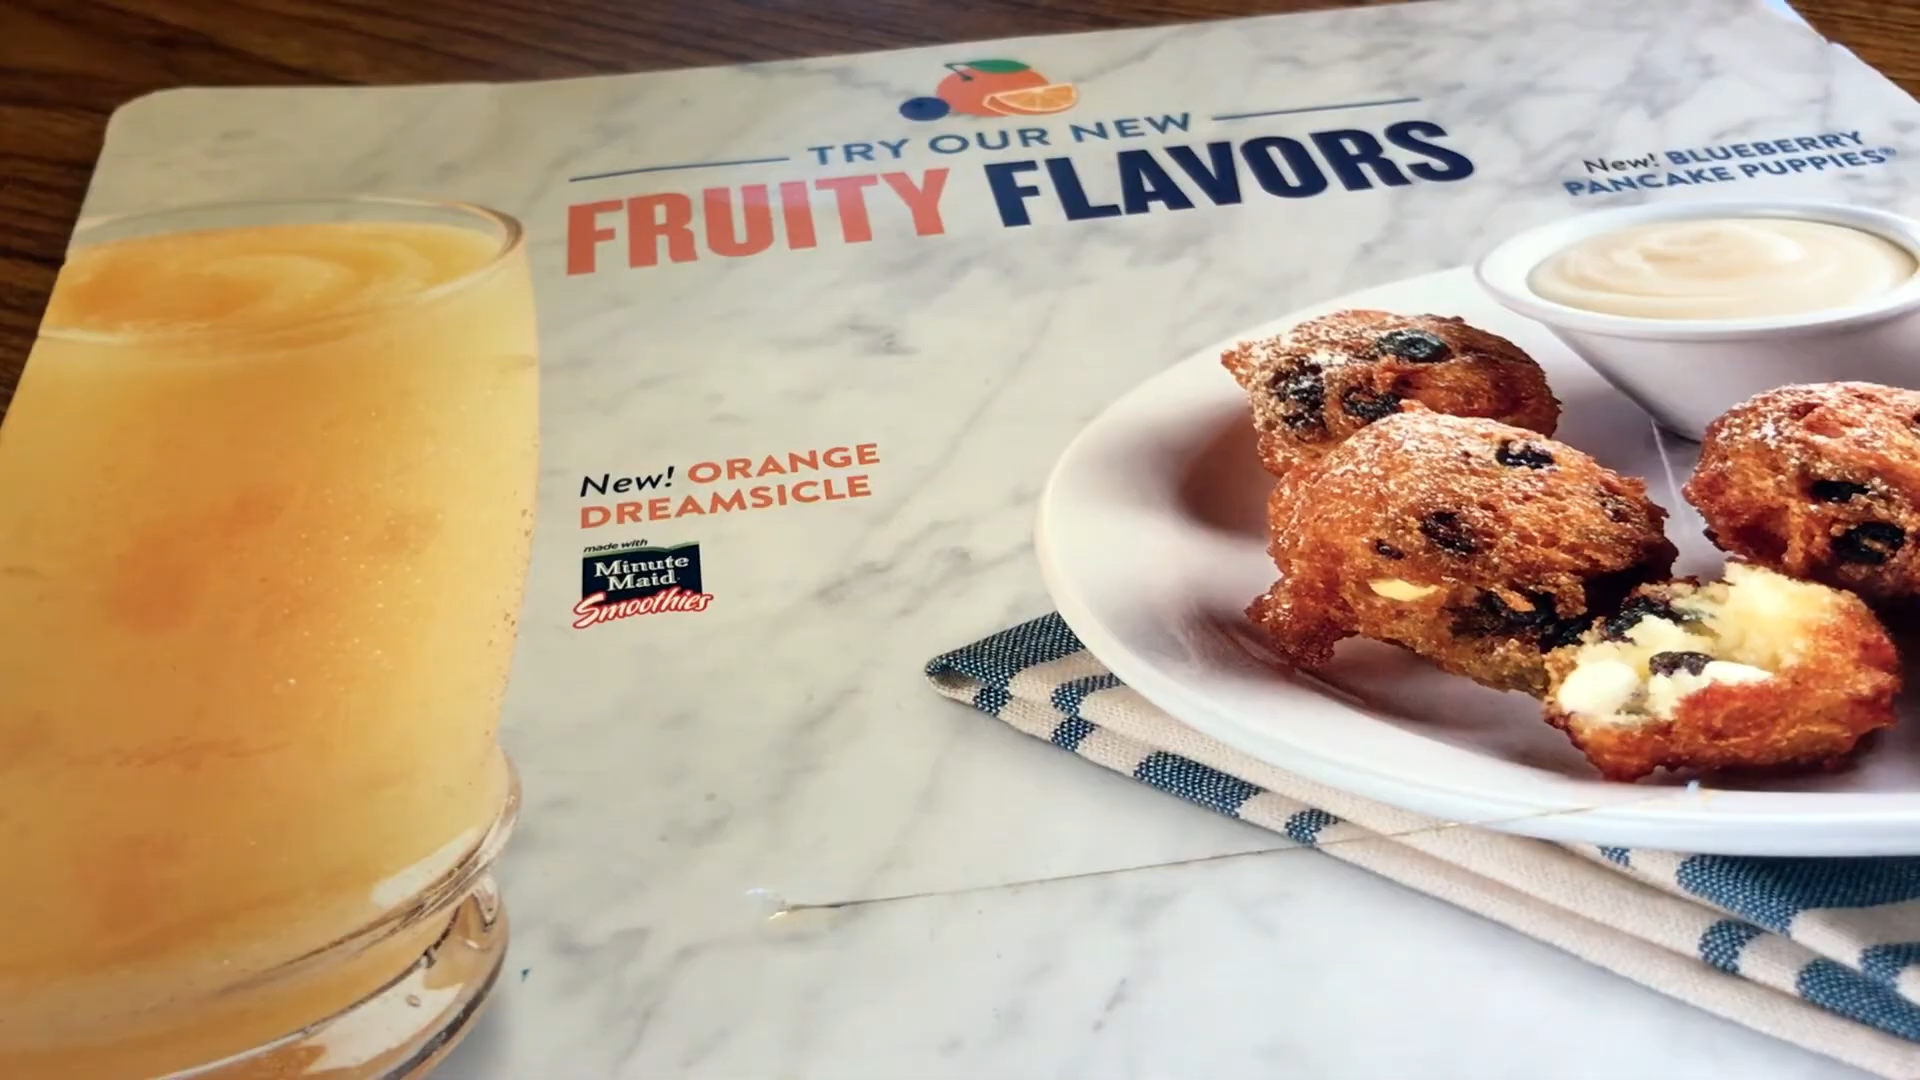 TRY OUR NEW
FRUITY FLAVORS
New! BLUEBERRY
PANCAKE PUPPIES®
New! ORANGE
DREAMSICLE
made with
Minute
Maid
Smoothies